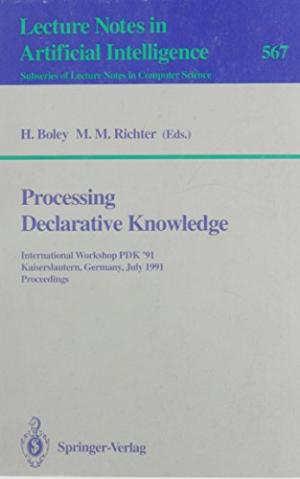 Lecture Notes in
Artificial Intelligence 567
Subseries of Lecture Notes in Computer Science
H. Boley M. M. Richter (Eds.)
Processing
Declarative Knowledge
International Workshop PDK '91
Kaiserslautern, Germany, July 1991
Proceedings
Springer-Verlag